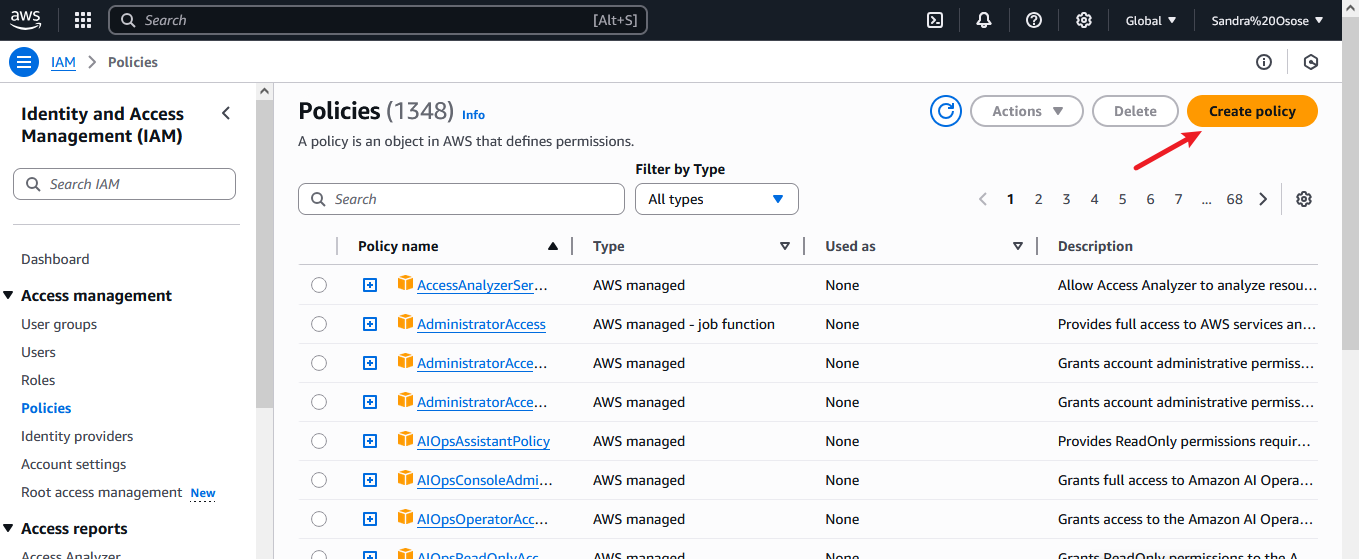 aws
Search [Alt+S]
Global
Sandra%20Osose
IAM > Policies
Identity and Access
Management (IAM)
Search IAM
Dashboard
Access management
User groups
Users
Roles
Policies
Identity providers
Account settings
Root access management New
Access reports
Access Analyzer
Policies (1348) Info
Actions
Delete
Create policy
A policy is an object in AWS that defines permissions.
Filter by Type
Search
All types
1 2 3 4 5 6 7 ... 68
Policy name Type Used as Description
AccessAnalyzerSer... AWS managed None Allow Access Analyzer to analyze resou...
AdministratorAccess AWS managed - job function None Provides full access to AWS services an...
AdministratorAcce... AWS managed None Grants account administrative permiss...
AdministratorAcce... AWS managed None Grants account administrative permiss...
AIOpsAssistantPolicy AWS managed None Provides ReadOnly permissions requir...
AIOpsConsoleAdmi... AWS managed None Grants full access to Amazon AI Opera...
AIOpsOperatorAcc... AWS managed None Grants access to the Amazon AI Opera...
AIOpsReadOnlyAcc... AWS managed None Grants ReadOnly permissions to the A...